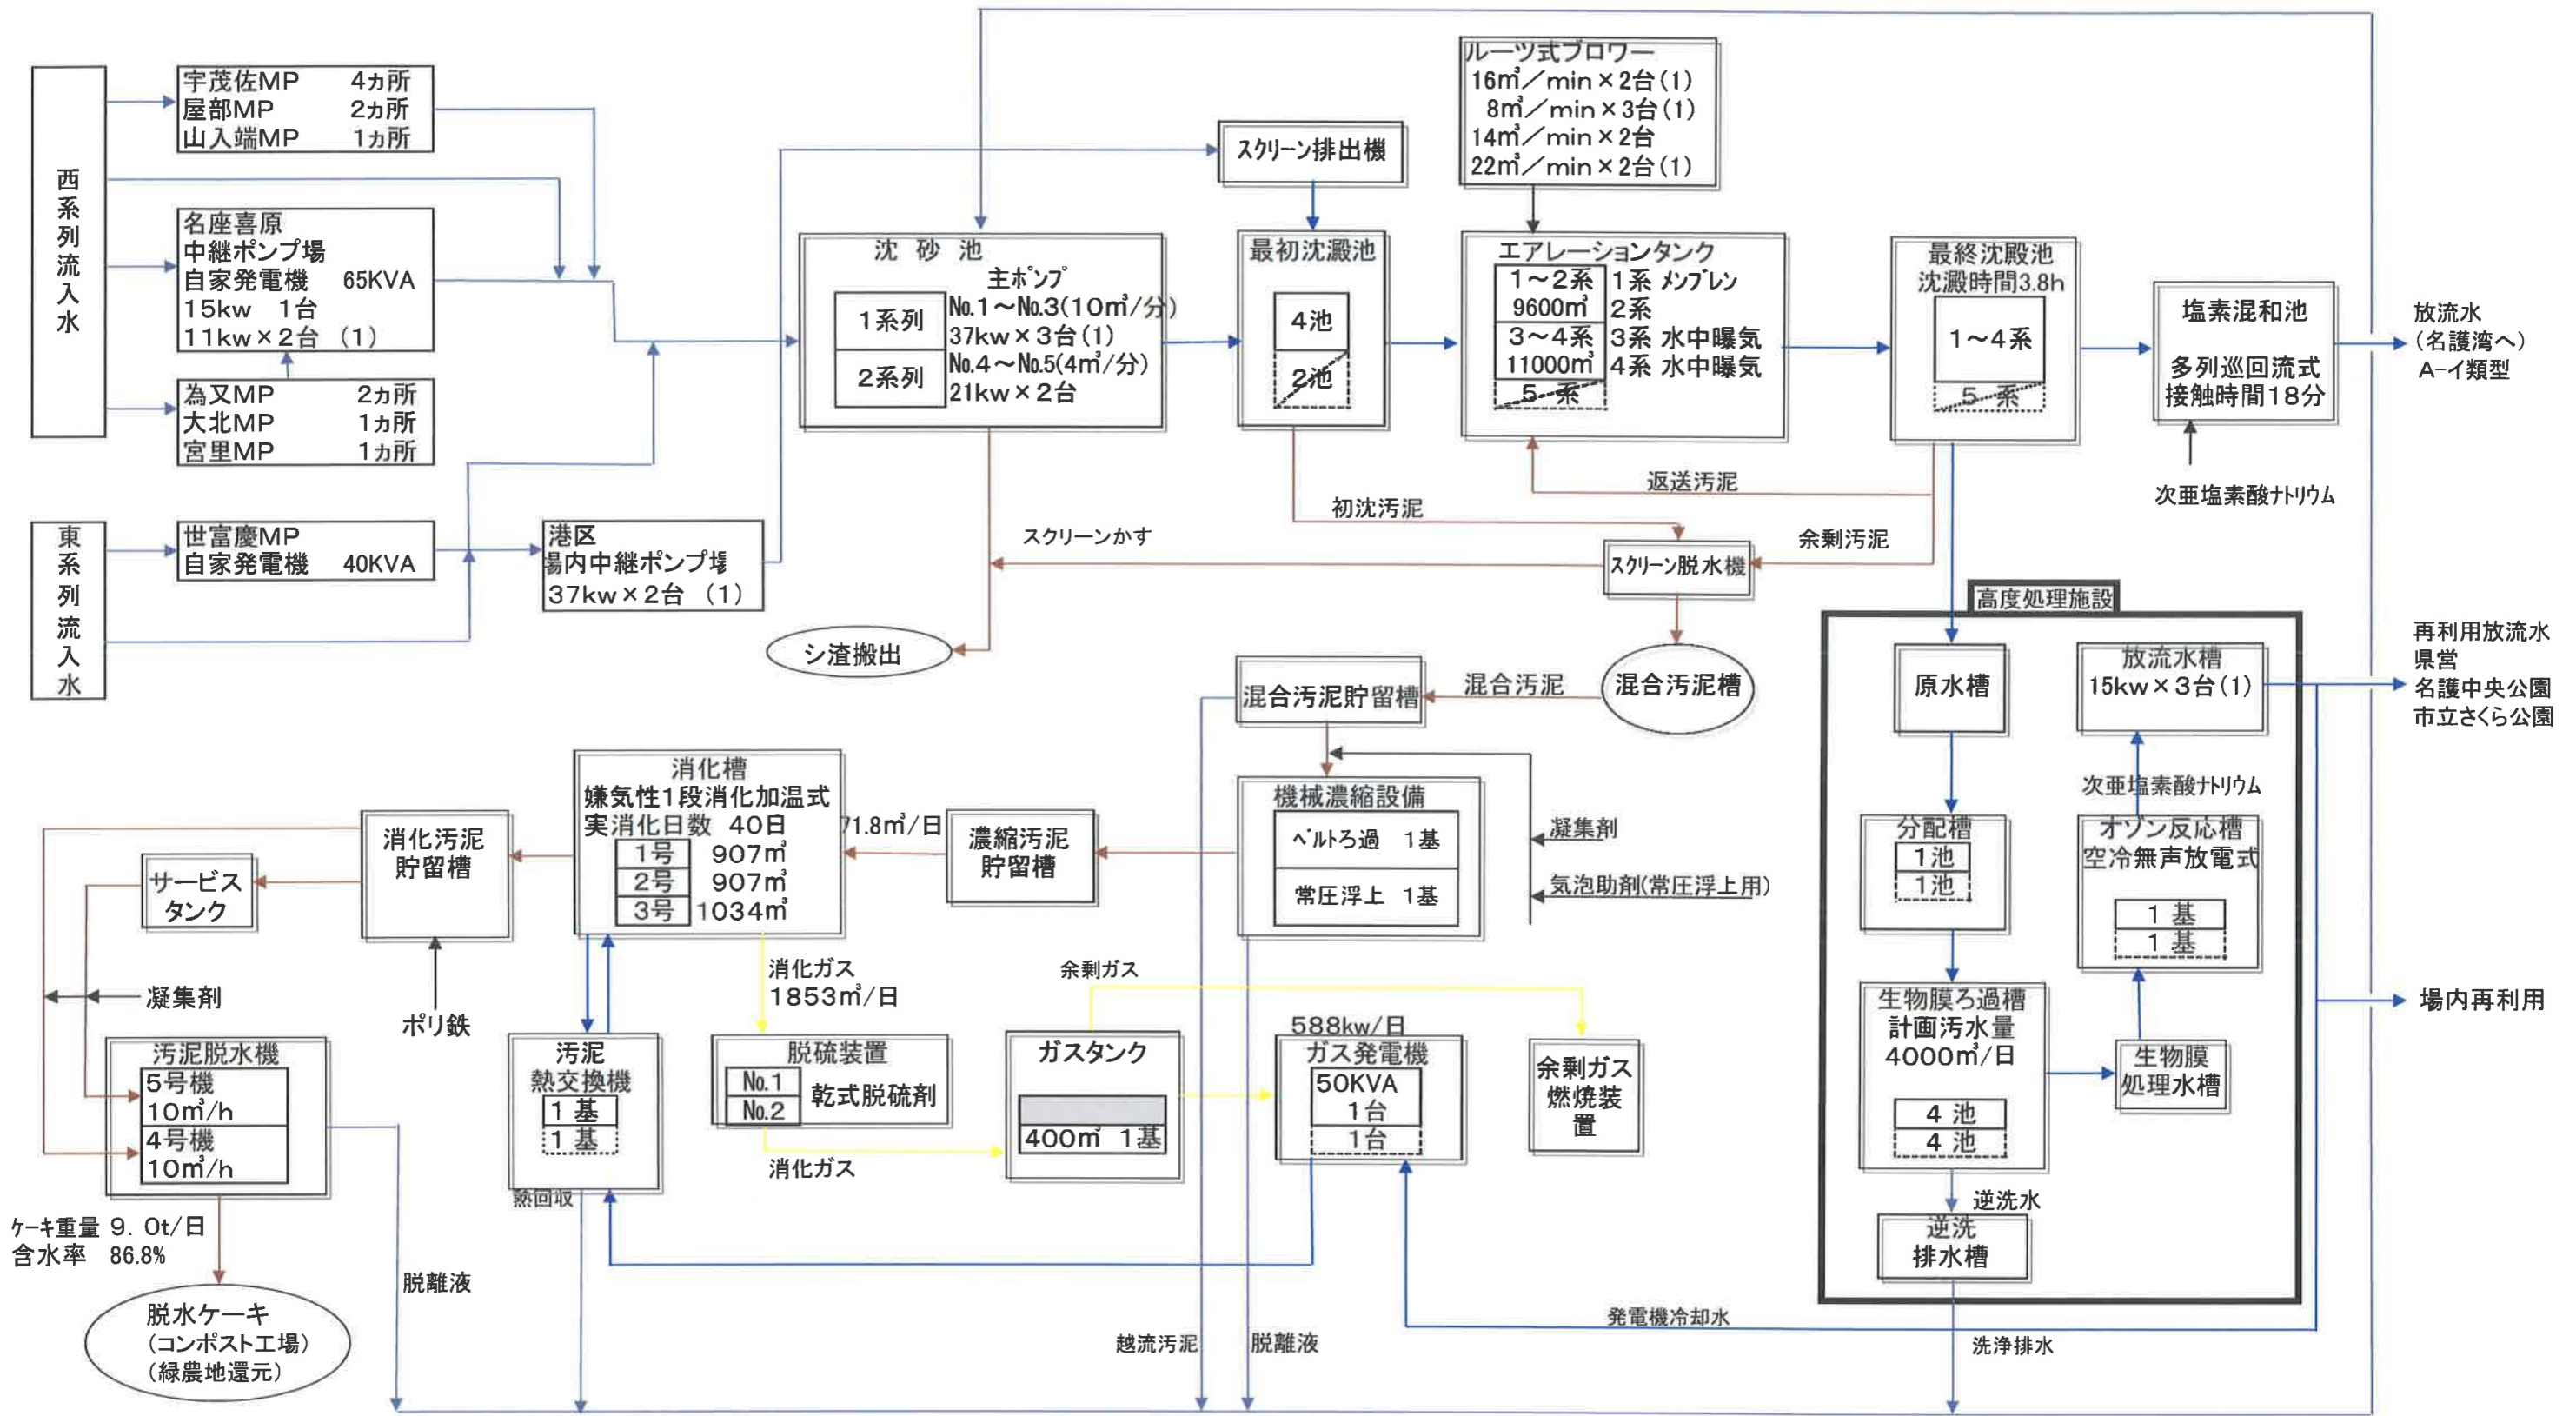 西系列流入水
宇茂佐MP 4ヵ所
屋部MP 2ヵ所
山入端MP 1ヵ所
名座喜原
中継ポンプ場
自家発電機 65KVA
15kw 1台
11kw×2台 (1)
為又MP 2ヵ所
大北MP 1ヵ所
宮里MP 1ヵ所
東系列流入水
世富慶MP
自家発電機 40KVA
港区
場内中継ポンプ場
37kw×2台 (1)
沈砂池
主ポンプ
1系列
2系列
No.1～No.3(10㎥/分)
37kw×3台(1)
No.4～No.5(4㎥/分)
21kw×2台
スクリーン排出機
最初沈澱池
4池
2池
ルーツ式ブロワー
16㎥／min×2台(1)
8㎥／min×3台(1)
14㎥／min×2台
22㎥／min×2台(1)
エアレーションタンク
1～2系 1系 メンブレン
9600㎥ 2系
3～4系 3系 水中曝気
11000㎥ 4系 水中曝気
5 系
最終沈殿池
沈澱時間3.8h
1～4系
5 系
塩素混和池
多列巡回流式
接触時間18分
次亜塩素酸ナトリウム
放流水
(名護湾へ)
A-イ類型
返送汚泥
初沈汚泥
余剰汚泥
スクリーンかす
スクリーン脱水機
シ渣搬出
混合汚泥槽
混合汚泥
混合汚泥貯留槽
高度処理施設
原水槽
放流水槽
15kw×3台(1)
再利用放流水
県営
名護中央公園
市立さくら公園
次亜塩素酸ナトリウム
分配槽
1池
1池
オゾン反応槽
空冷無声放電式
1 基
1 基
生物膜ろ過槽
計画汚水量
4000㎥/日
4 池
4 池
生物膜
処理水槽
逆洗水
逆洗
排水槽
洗浄排水
場内再利用
機械濃縮設備
ベルトろ過 1基
常圧浮上 1基
凝集剤
気泡助剤(常圧浮上用)
濃縮汚泥
貯留槽
71.8㎥/日
消化槽
嫌気性1段消化加温式
実消化日数 40日
1号 907㎥
2号 907㎥
3号 1034㎥
消化汚泥
貯留槽
サービス
タンク
凝集剤
ポリ鉄
汚泥脱水機
5号機
10㎥/h
4号機
10㎥/h
ケーキ重量 9.0t/日
含水率 86.8%
脱水ケーキ
(コンポスト工場)
(緑農地還元)
脱離液
汚泥
熱交換機
1 基
1 基
熱回収
消化ガス
1853㎥/日
脱硫装置
No.1
No.2
乾式脱硫剤
消化ガス
余剰ガス
ガスタンク
400㎥ 1基
588kw/日
ガス発電機
50KVA
1台
1台
余剰ガス
燃焼装
置
発電機冷却水
越流汚泥
脱離液